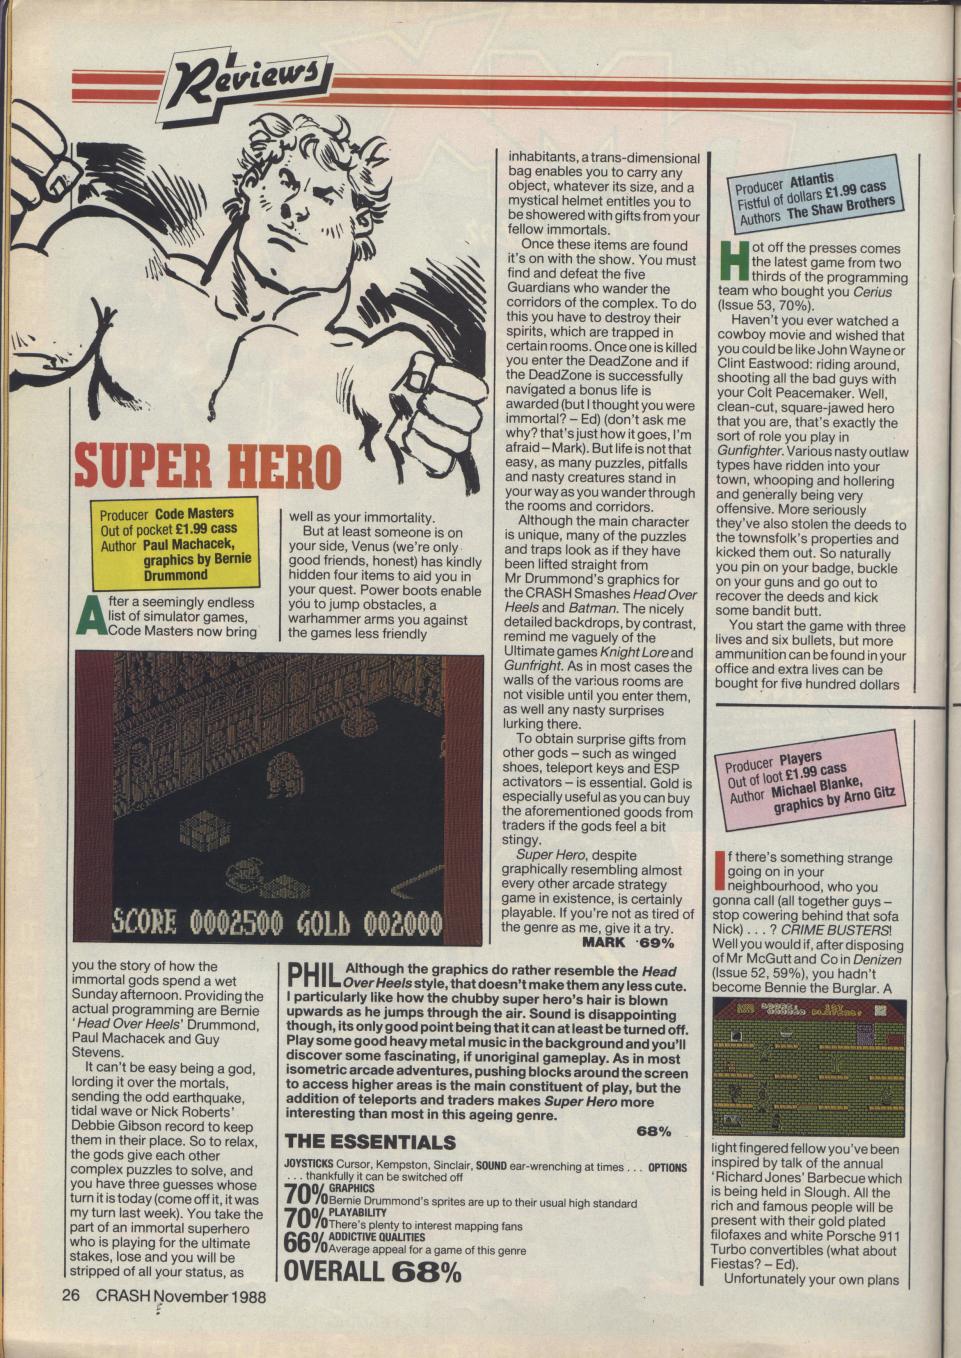 Reviews
SUPER HERO
Producer Code Masters
Out of pocket £1.99 cass
Author Paul Machacek,
graphics by Bernie
Drummond
After a seemingly endless
list of simulator games,
Code Masters now bring
SCORE 0002500 GOLD 002000
you the story of how the
immortal gods spend a wet
Sunday afternoon. Providing the
actual programming are Bernie
'Head Over Heels' Drummond,
Paul Machacek and Guy
Stevens.
It can't be easy being a god,
lording it over the mortals,
sending the odd earthquake,
tidal wave or Nick Roberts'
Debbie Gibson record to keep
them in their place. So to relax,
the gods give each other
complex puzzles to solve, and
you have three guesses whose
turn it is today (come off it, it was
my turn last week). You take the
part of an immortal superhero
who is playing for the ultimate
stakes, lose and you will be
stripped of all your status, as
well as your immortality.
But at least someone is on
your side, Venus (we're only
good friends, honest) has kindly
hidden four items to aid you in
your quest. Power boots enable
you to jump obstacles, a
warhammer arms you against
the games less friendly
inhabitants, a trans-dimensional
bag enables you to carry any
object, whatever its size, and a
mystical helmet entitles you to
be showered with gifts from your
fellow immortals.
Once these items are found
it's on with the show. You must
find and defeat the five
Guardians who wander the
corridors of the complex. To do
this you have to destroy their
spirits, which are trapped in
certain rooms. Once one is killed
you enter the DeadZone and if
the DeadZone is successfully
navigated a bonus life is
awarded (but I thought you were
immortal? – Ed) (don't ask me
why? that's just how it goes, I'm
afraid – Mark). But life is not that
easy, as many puzzles, pitfalls
and nasty creatures stand in
your way as you wander through
the rooms and corridors.
Although the main character
is unique, many of the puzzles
and traps look as if they have
been lifted straight from
Mr Drummond's graphics for
the CRASH Smashes Head Over
Heels and Batman. The nicely
detailed backdrops, by contrast,
remind me vaguely of the
Ultimate games Knight Lore and
Gunfright. As in most cases the
walls of the various rooms are
not visible until you enter them,
as well any nasty surprises
lurking there.
To obtain surprise gifts from
other gods – such as winged
shoes, teleport keys and ESP
activators – is essential. Gold is
especially useful as you can buy
the aforementioned goods from
traders if the gods feel a bit
stingy.
Super Hero, despite
graphically resembling almost
every other arcade strategy
game in existence, is certainly
playable. If you're not as tired of
the genre as me, give it a try.
MARK 69%
PHIL Although the graphics do rather resemble the Head
Over Heels style, that doesn't make them any less cute.
I particularly like how the chubby super hero's hair is blown
upwards as he jumps through the air. Sound is disappointing
though, its only good point being that it can at least be turned off.
Play some good heavy metal music in the background and you'll
discover some fascinating, if unoriginal gameplay. As in most
isometric arcade adventures, pushing blocks around the screen
to access higher areas is the main constituent of play, but the
addition of teleports and traders makes Super Hero more
interesting than most in this ageing genre.
68%
THE ESSENTIALS
JOYSTICKS Cursor, Kempston, Sinclair, SOUND ear-wrenching at times . . . OPTIONS
. . . thankfully it can be switched off
70% GRAPHICS
Bernie Drummond's sprites are up to their usual high standard
70% PLAYABILITY
There's plenty to interest mapping fans
66% ADDICTIVE QUALITIES
Average appeal for a game of this genre
OVERALL 68%
Producer Atlantis
Fistful of dollars £1.99 cass
Authors The Shaw Brothers
Hot off the presses comes
the latest game from two
thirds of the programming
team who bought you Cerius
(Issue 53, 70%).
Haven't you ever watched a
cowboy movie and wished that
you could be like John Wayne or
Clint Eastwood: riding around,
shooting all the bad guys with
your Colt Peacemaker. Well,
clean-cut, square-jawed hero
that you are, that's exactly the
sort of role you play in
Gunfighter. Various nasty outlaw
types have ridden into your
town, whooping and hollering
and generally being very
offensive. More seriously
they've also stolen the deeds to
the townsfolk's properties and
kicked them out. So naturally
you pin on your badge, buckle
on your guns and go out to
recover the deeds and kick
some bandit butt.
You start the game with three
lives and six bullets, but more
ammunition can be found in your
office and extra lives can be
bought for five hundred dollars
Producer Players
Out of loot £1.99 cass
Author Michael Blanke,
graphics by Arno Gitz
If there's something strange
going on in your
neighbourhood, who you
gonna call (all together guys –
stop cowering behind that sofa
Nick) . . . ? CRIME BUSTERS!
Well you would if, after disposing
of Mr McGutt and Co in Denizen
(Issue 52, 59%), you hadn't
become Bennie the Burglar. A
light fingered fellow you've been
inspired by talk of the annual
'Richard Jones' Barbecue which
is being held in Slough. All the
rich and famous people will be
present with their gold plated
filofaxes and white Porsche 911
Turbo convertibles (what about
Fiestas? – Ed).
Unfortunately your own plans
26 CRASH November 1988